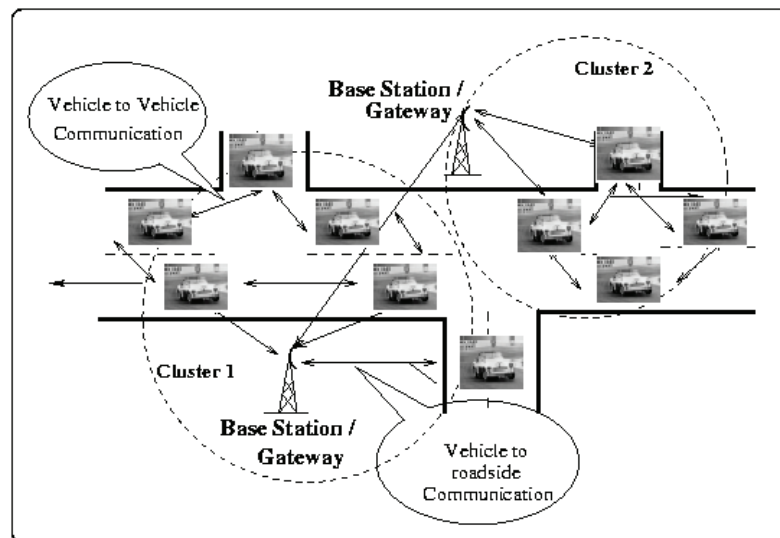 Cluster 2
Base Station /
Gateway
Vehicle to Vehicle
Communication
Cluster 1
Base Station /
Gateway
Vehicle to
roadside
Communication